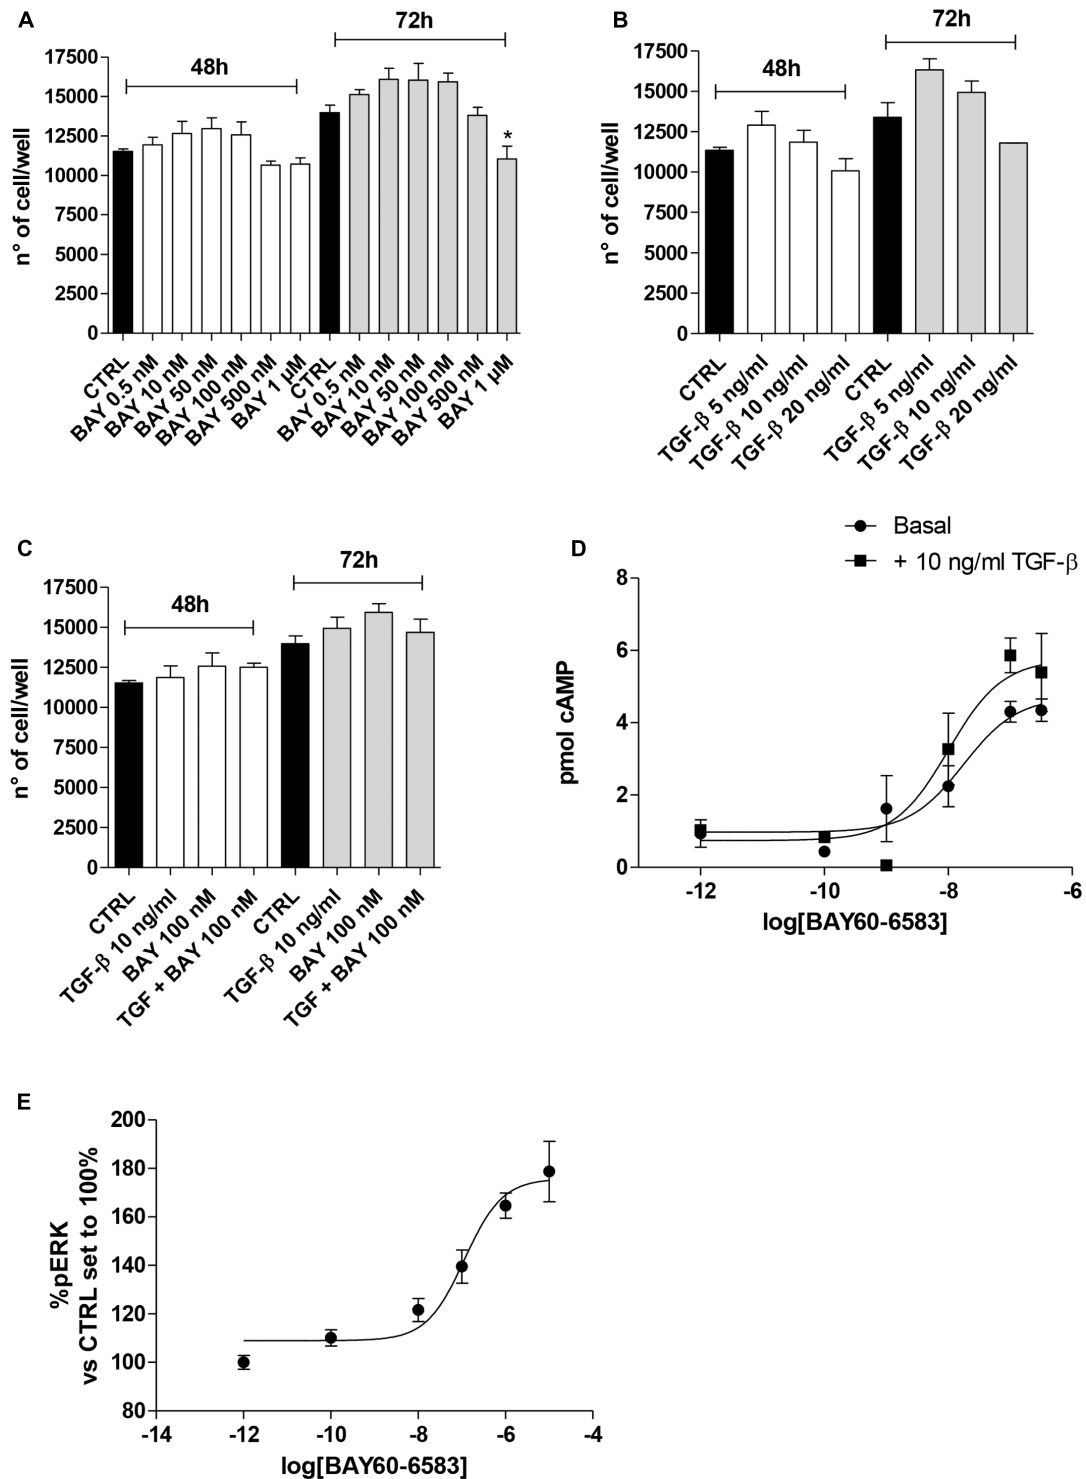 A
72h
48h
n° of cell/well
17500
15000
12500
10000
7500
5000
2500
0
*
CTRL
BAY 0.5 nM
BAY 10 nM
BAY 50 nM
BAY 100 nM
BAY 500 nM
BAY 1 µM
CTRL
BAY 0.5 nM
BAY 10 nM
BAY 50 nM
BAY 100 nM
BAY 500 nM
BAY 1 µM
B
72h
48h
n° of cell/well
17500
15000
12500
10000
7500
5000
2500
0
CTRL
TGF-β 5 ng/ml
TGF-β 10 ng/ml
TGF-β 20 ng/ml
CTRL
TGF-β 5 ng/ml
TGF-β 10 ng/ml
TGF-β 20 ng/ml
C
72h
48h
n° of cell/well
17500
15000
12500
10000
7500
5000
2500
0
CTRL
TGF-β 10 ng/ml
BAY 100 nM
TGF + BAY 100 nM
CTRL
TGF-β 10 ng/ml
BAY 100 nM
TGF + BAY 100 nM
D
Basal
+ 10 ng/ml TGF-β
pmol cAMP
8
6
4
2
0
-12
-10
-8
-6
log[BAY60-6583]
E
%pERK
vs CTRL set to 100%
200
180
160
140
120
100
80
-14
-12
-10
-8
-6
-4
log[BAY60-6583]